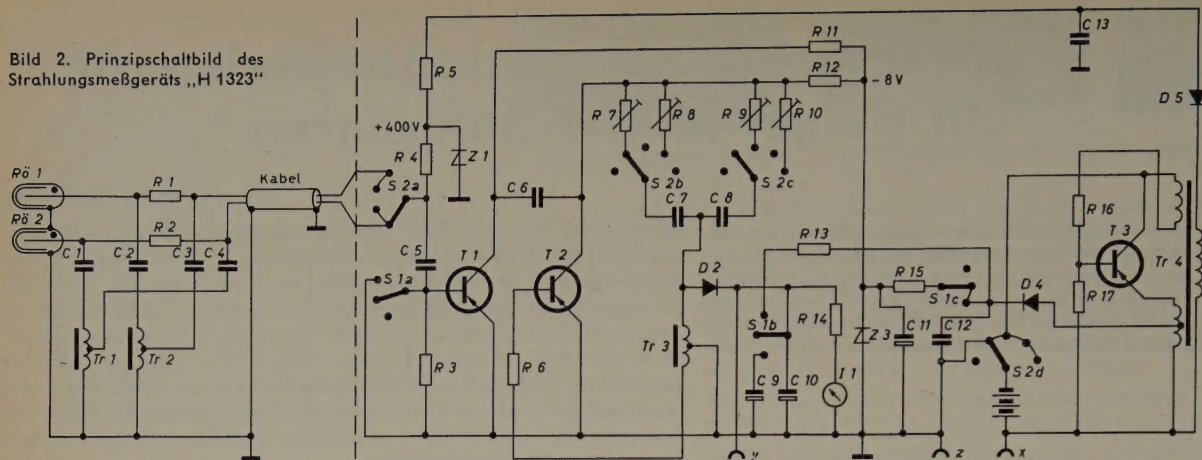 Bild 2. Prinzipschaltbild des
Strahlungsmeßgeräts „H 1323"
R 11
C 13
R 5
R 12
- 8 V
D 5
R 7
R 8
R 9
R 10
+400 V
Z 1
R 4
Rö 1
R 1
Kabel
S 2a
C 6
S 2b
S 2c
R 16
Rö 2
R 2
C 7
C 8
T 3
C 1
C 2
C 3
C 4
C 5
T 1
T 2
R 13
Tr 4
S 1a
D 2
R 15
S 1c
D 4
R 17
S 1b
R 14
Z 3
C 11
C 12
Tr 1
Tr 2
R 3
R 6
Tr 3
C 9
C 10
I 1
S 2d
y
z
x